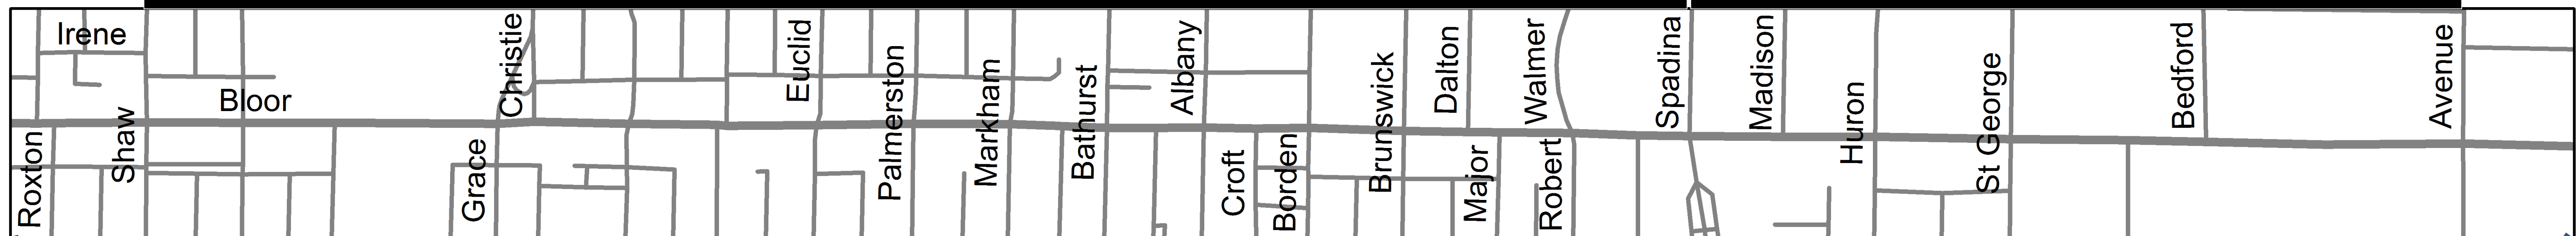 Irene
Roxton
Shaw
Bloor
Grace
Christie
Euclid
Palmerston
Markham
Bathurst
Albany
Croft
Borden
Brunswick
Dalton
Major
Walmer
Robert
Spadina
Madison
Huron
St George
Bedford
Avenue